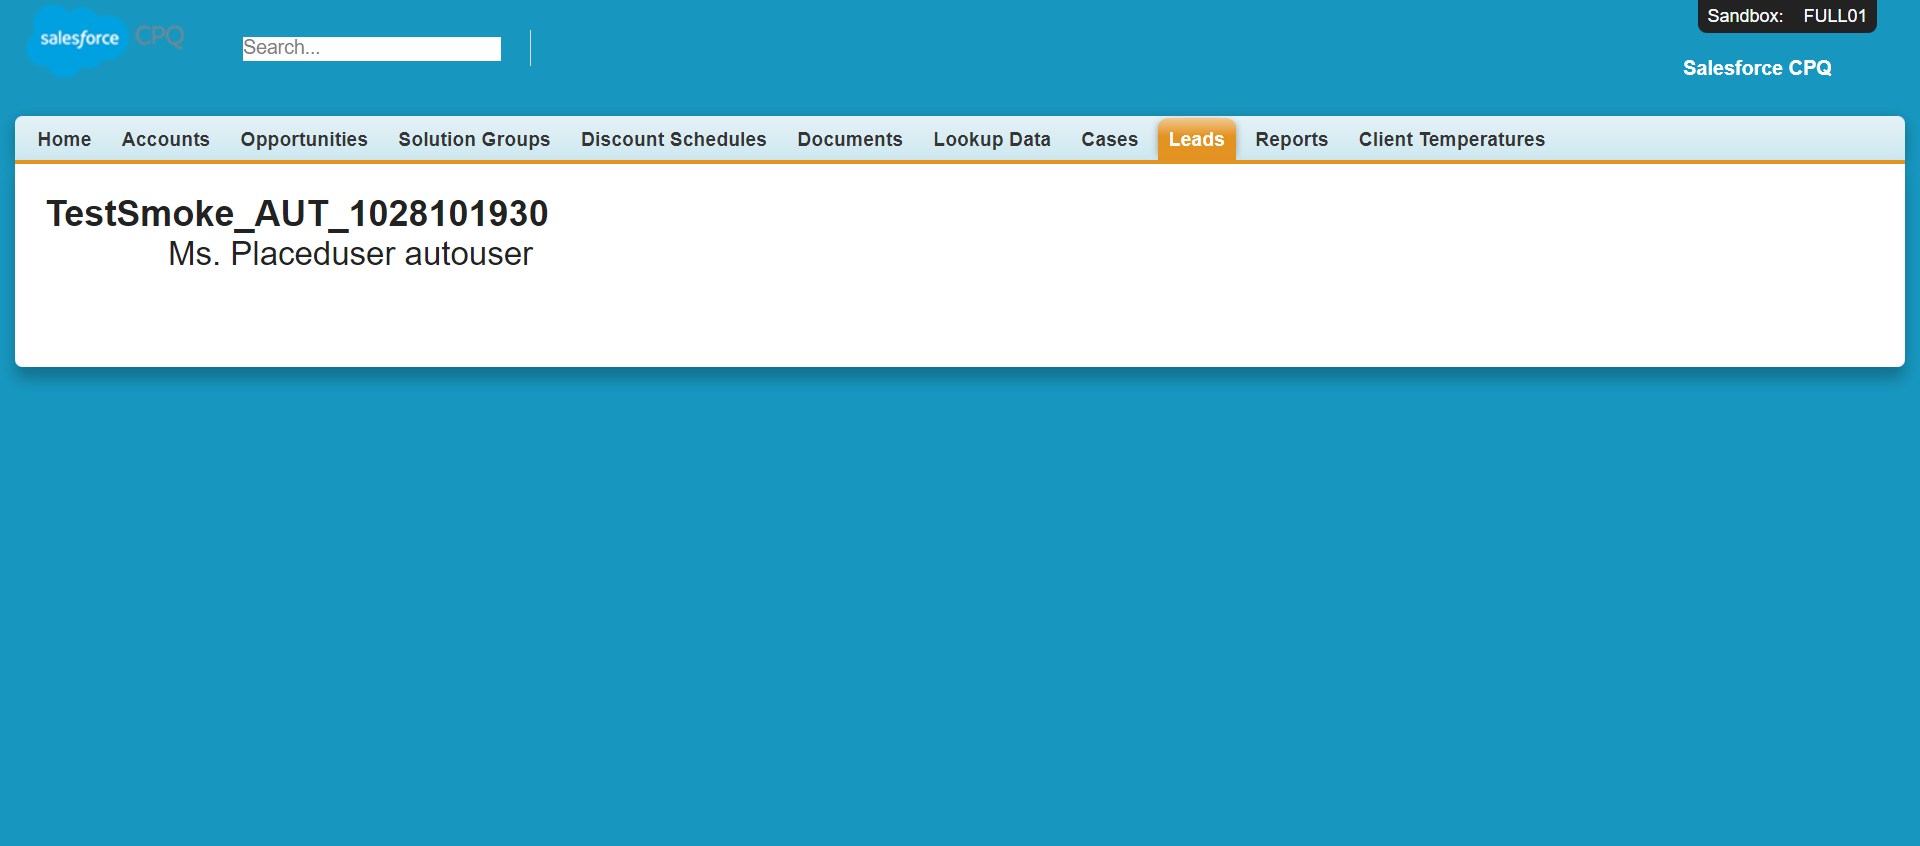 salesforce CPQ
Search...
Sandbox: FULL01
Salesforce CPQ
Home Accounts Opportunities Solution Groups Discount Schedules Documents Lookup Data Cases Leads Reports Client Temperatures
TestSmoke_AUT_1028101930
Ms. Placeduser autouser